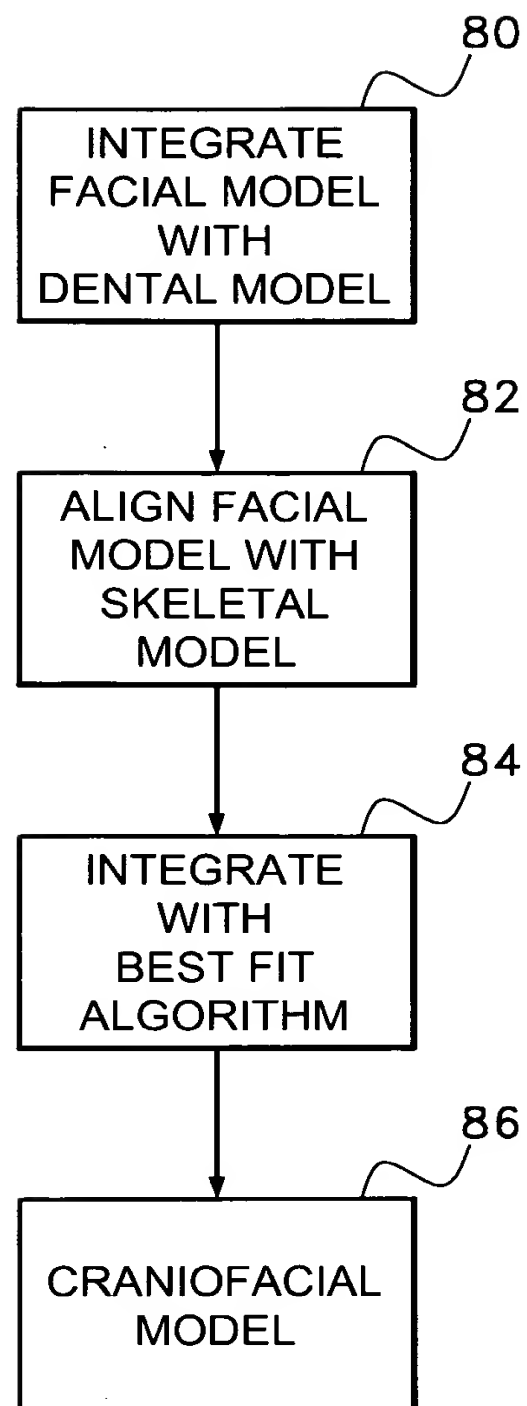 80
INTEGRATE
FACIAL MODEL
WITH
DENTAL MODEL
82
ALIGN FACIAL
MODEL WITH
SKELETAL
MODEL
84
INTEGRATE
WITH
BEST FIT
ALGORITHM
86
CRANIOFACIAL
MODEL